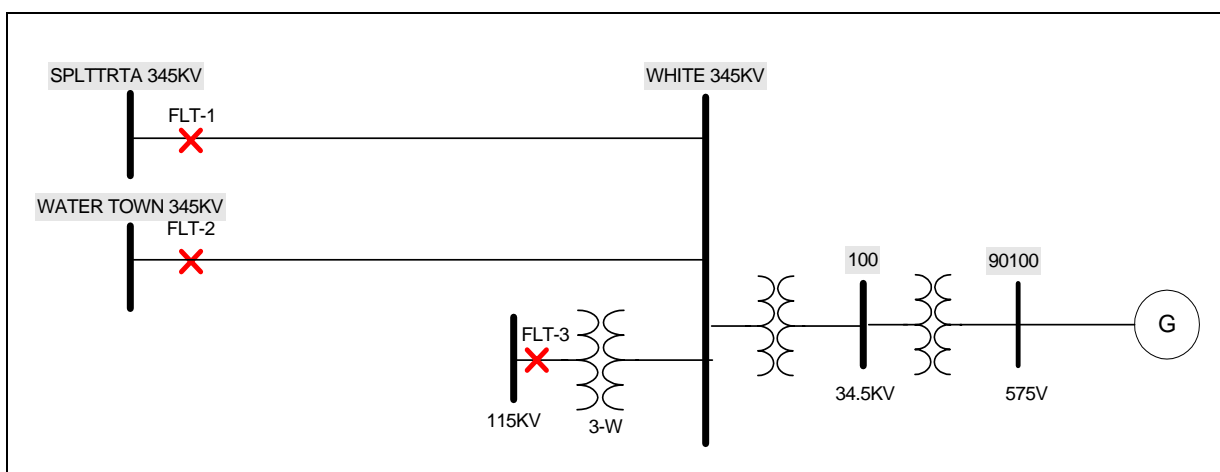 SPLTTRTA 345KV
WHITE 345KV
FLT-1
WATER TOWN 345KV
FLT-2
100
90100
FLT-3
G
115KV
3-W
34.5KV
575V